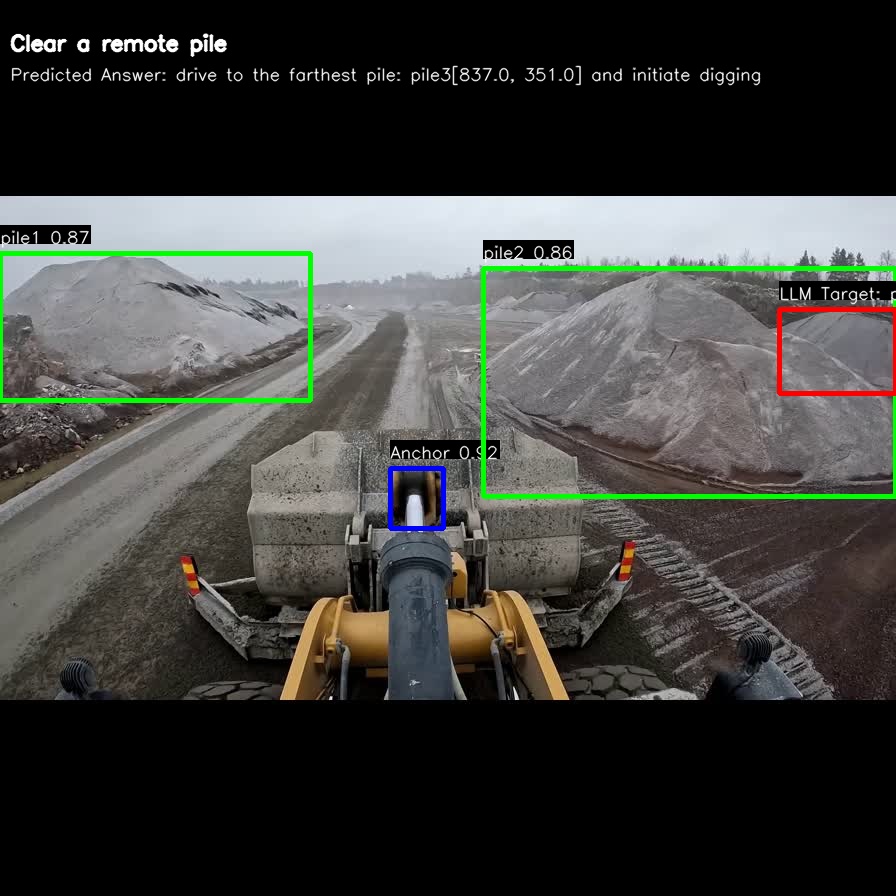 Clear a remote pile
Predicted Answer: drive to the farthest pile: pile3[837.0, 351.0] and initiate digging
pile1 0.87
pile2 0.86
LLM Target: p
Anchor 0.92